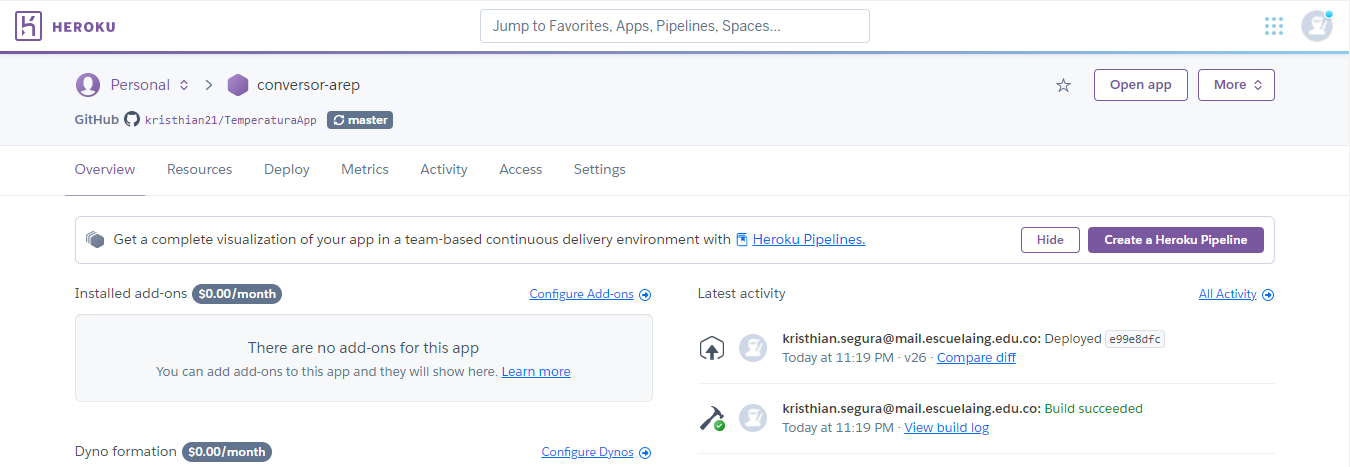 HEROKU
Jump to Favorites, Apps, Pipelines, Spaces...
Personal
conversor-arep
Open app
More
GitHub kristhian21/TemperaturaApp master
Overview Resources Deploy Metrics Activity Access Settings
Get a complete visualization of your app in a team-based continuous delivery environment with Heroku Pipelines.
Hide
Create a Heroku Pipeline
Installed add-ons $0.00/month
Configure Add-ons
There are no add-ons for this app
You can add add-ons to this app and they will show here. Learn more
Dyno formation $0.00/month
Configure Dynos
Latest activity
All Activity
kristhian.segura@mail.escuelaing.edu.co: Deployed e99e8dfc
Today at 11:19 PM · v26 · Compare diff
kristhian.segura@mail.escuelaing.edu.co: Build succeeded
Today at 11:19 PM · View build log